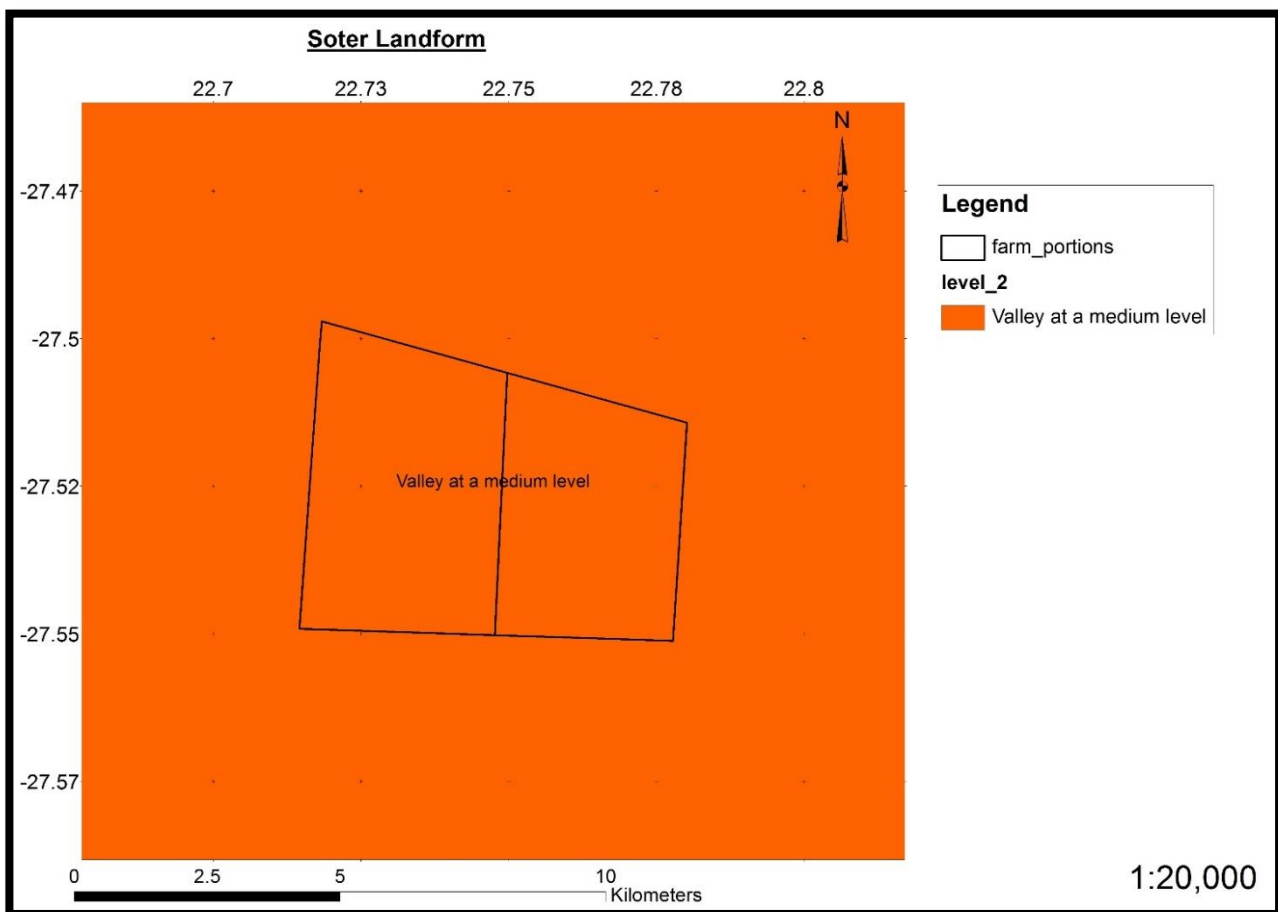 Soter Landform
22.7 22.73 22.75 22.78 22.8
N
-27.47
-27.5
-27.52
-27.55
-27.57
Valley at a medium level
Legend
farm_portions
level_2
Valley at a medium level
0 2.5 5 10
Kilometers
1:20,000